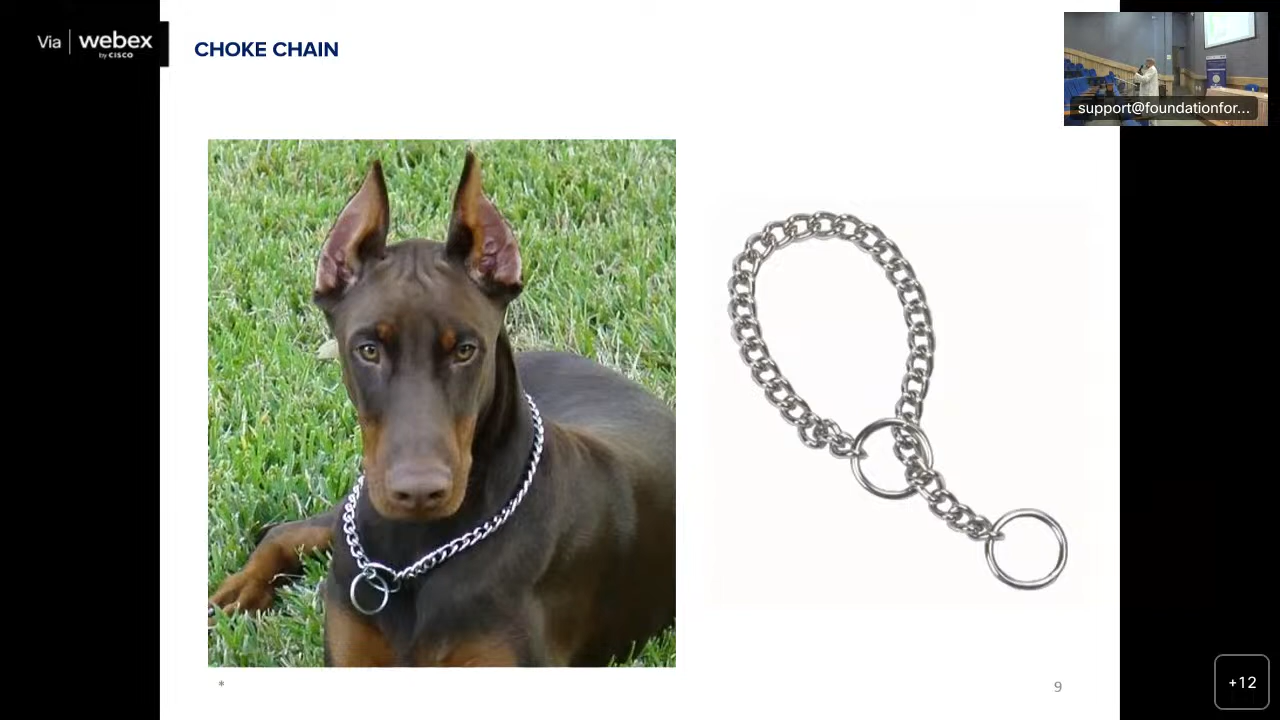 Via | webex
by CISCO
CHOKE CHAIN
support@foundationfor...
*
9
+12